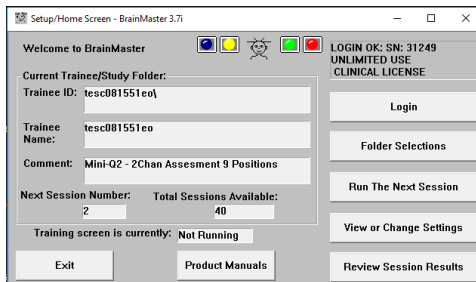 Setup/Home Screen - BrainMaster 3.7i
Welcome to BrainMaster
LOGIN OK: SN: 31249
UNLIMITED USE
CLINICAL LICENSE
Current Trainee/Study Folder:
Trainee ID: tesc081551eo\
Login
Trainee Name: tesc081551eo
Folder Selections
Comment: Mini-Q2 - 2Chan Assesment 9 Positions
Run The Next Session
Next Session Number: Total Sessions Available:
2 40
View or Change Settings
Training screen is currently: Not Running
Exit Product Manuals Review Session Results